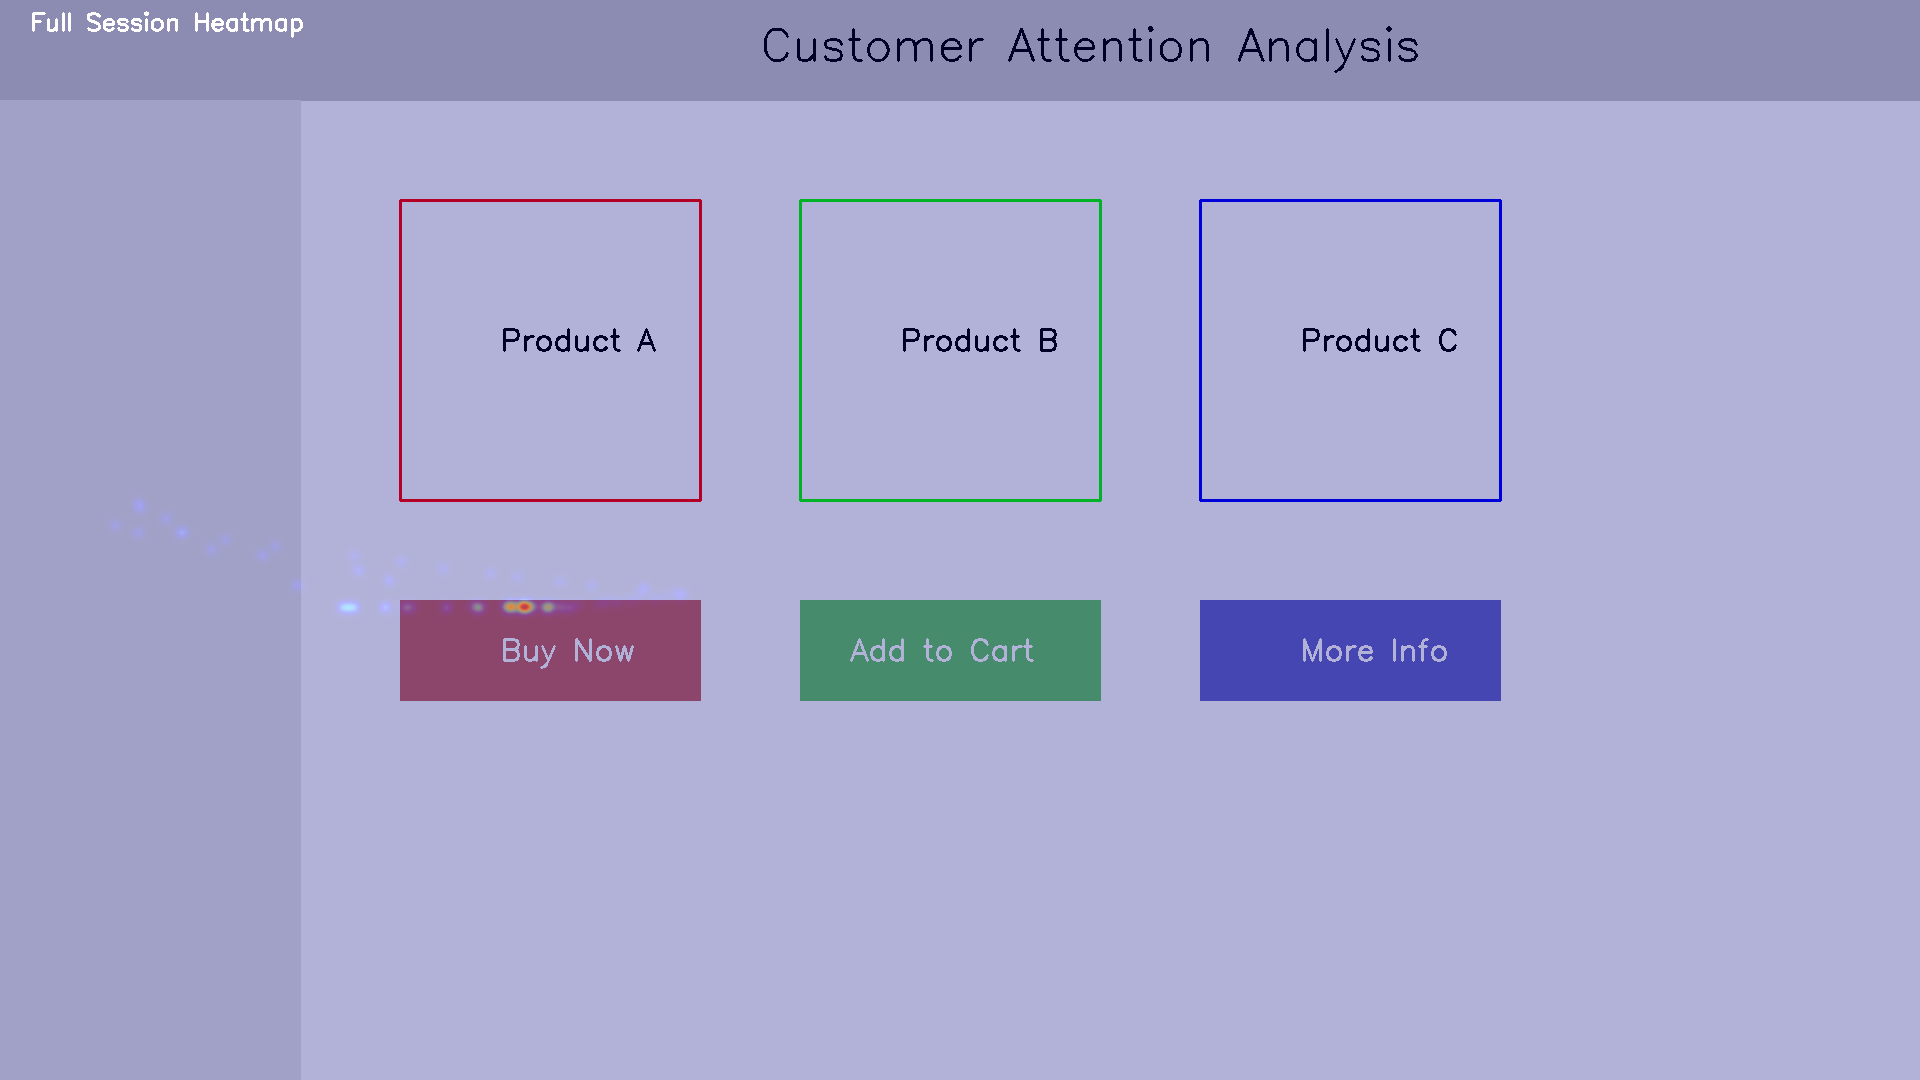 Full Session Heatmap
Customer Attention Analysis
Product A
Product B
Product C
Buy Now
Add to Cart
More Info